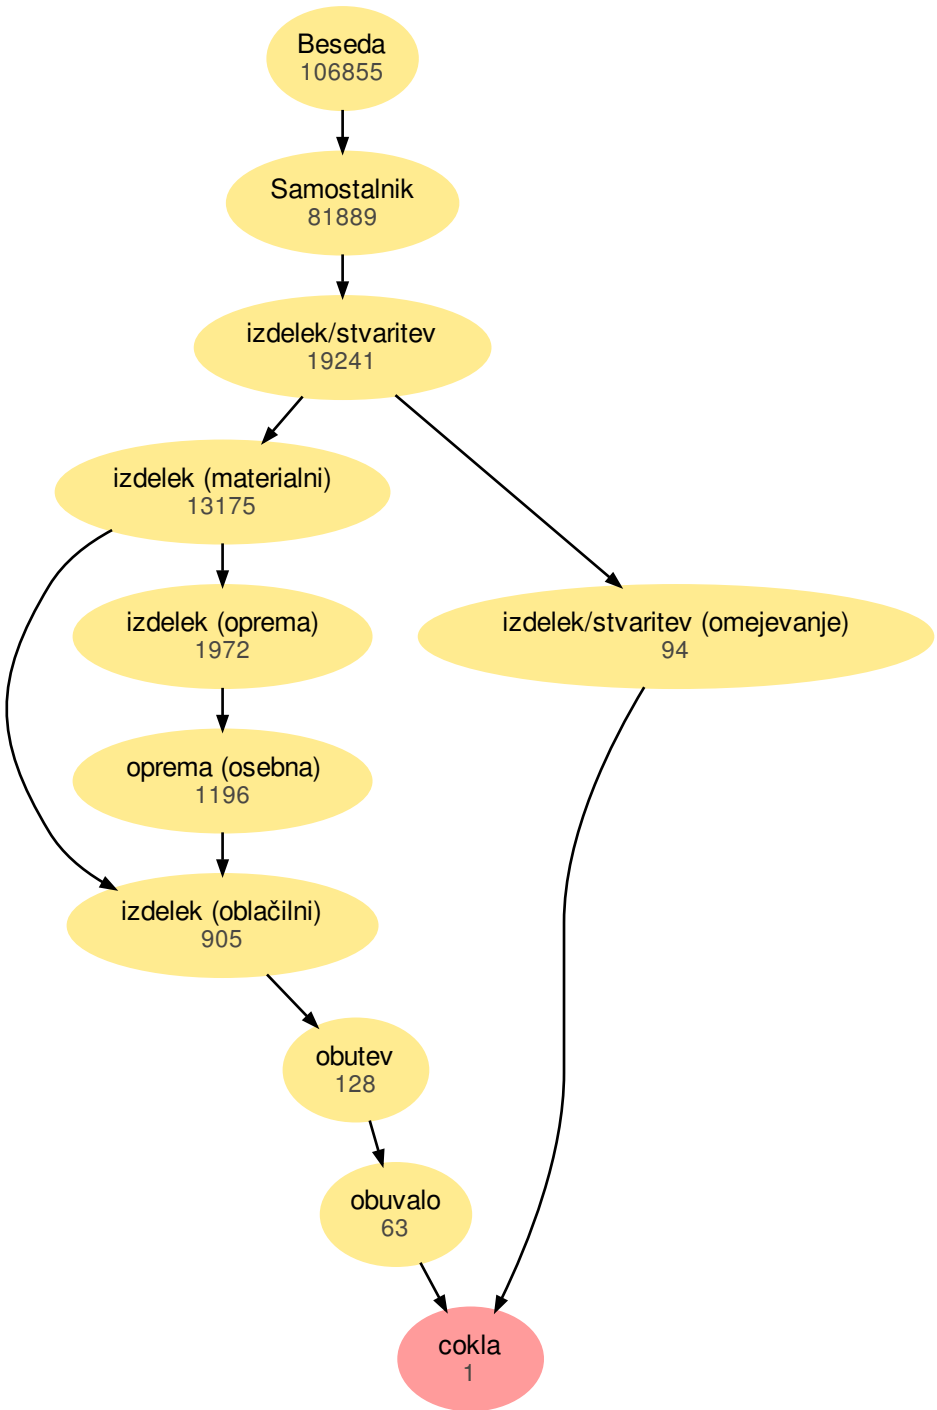 Beseda
106855
Samostalnik
81889
izdelek/stvaritev
19241
izdelek (materialni)
13175
izdelek (oprema)
1972
izdelek/stvaritev (omejevanje)
94
oprema (osebna)
1196
izdelek (oblačilni)
905
obutev
128
obuvalo
63
cokla
1